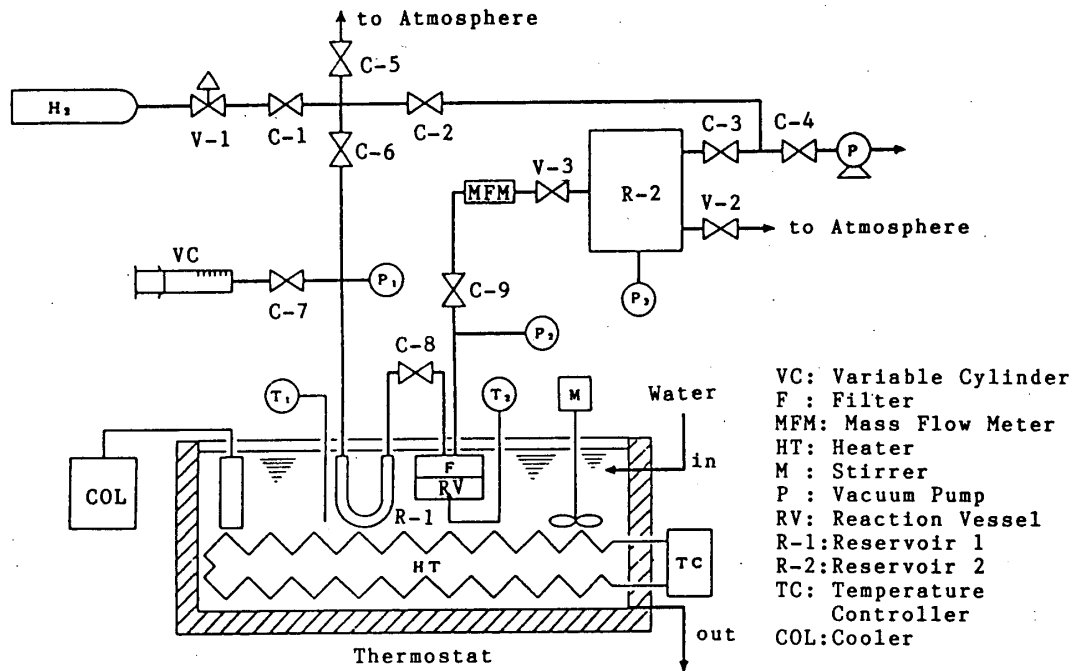 to Atmosphere
C-5
H₂
V-1
C-1
C-2
C-6
C-3
C-4
P
V-3
MFM
R-2
V-2
to Atmosphere
VC
C-7
P₁
C-9
P₃
P₂
C-8
T₁
T₂
M
Water
in
COL
F
RV
R-1
HT
TC
out
Thermostat
VC: Variable Cylinder
F : Filter
MFM: Mass Flow Meter
HT: Heater
M : Stirrer
P : Vacuum Pump
RV: Reaction Vessel
R-1:Reservoir 1
R-2:Reservoir 2
TC: Temperature
Controller
COL:Cooler